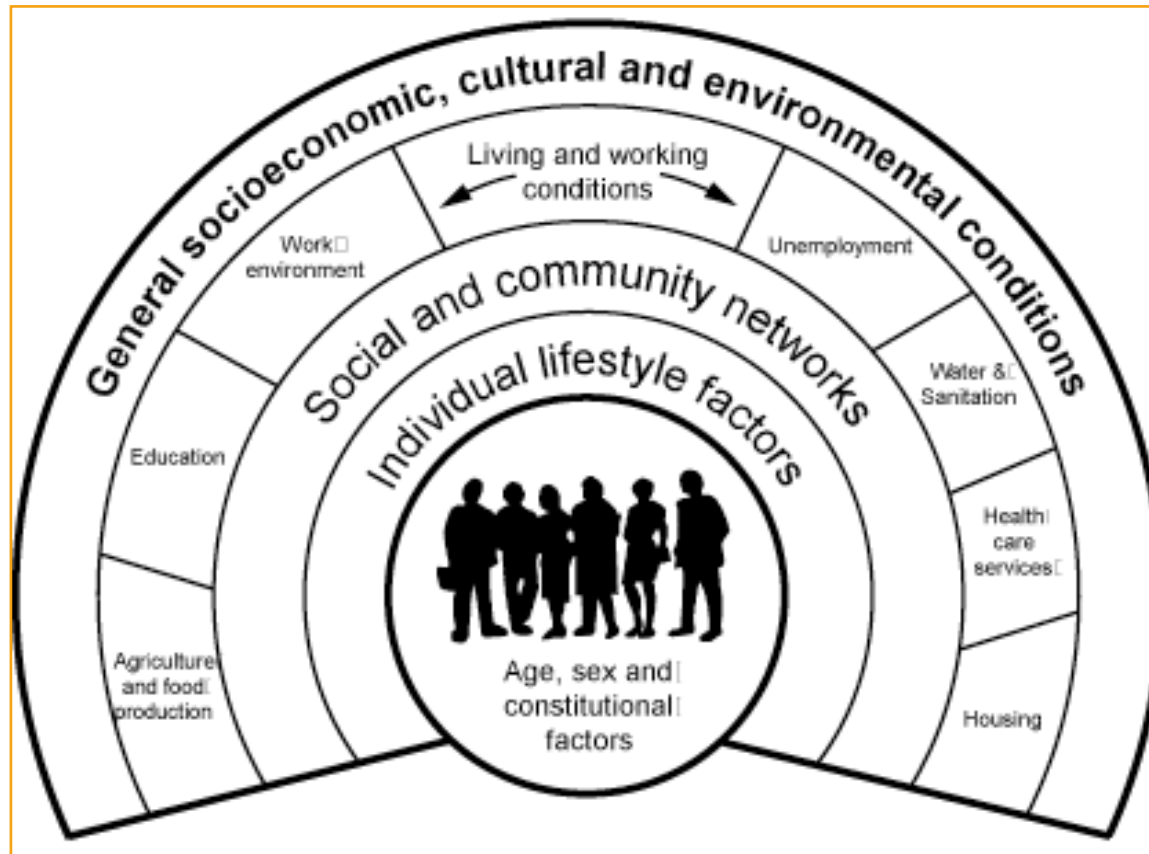 General socioeconomic, cultural and environmental conditions
Living and working
conditions
Work
environment
Unemployment
Social and community networks
Individual lifestyle factors
Education
Water &
Sanitation
Health
care
services
Agriculture
and food
production
Housing
Age, sex and
constitutional
factors